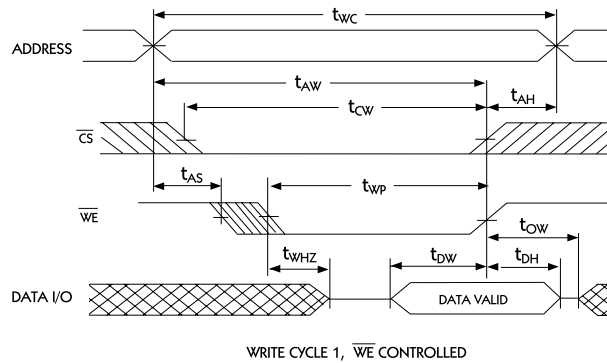 tWC
ADDRESS
tAW
tCW
tAH
CS
tAS
tWP
WE
tOW
tWHZ
tDW
tDH
DATA I/O
DATA VALID
WRITE CYCLE 1, WE CONTROLLED